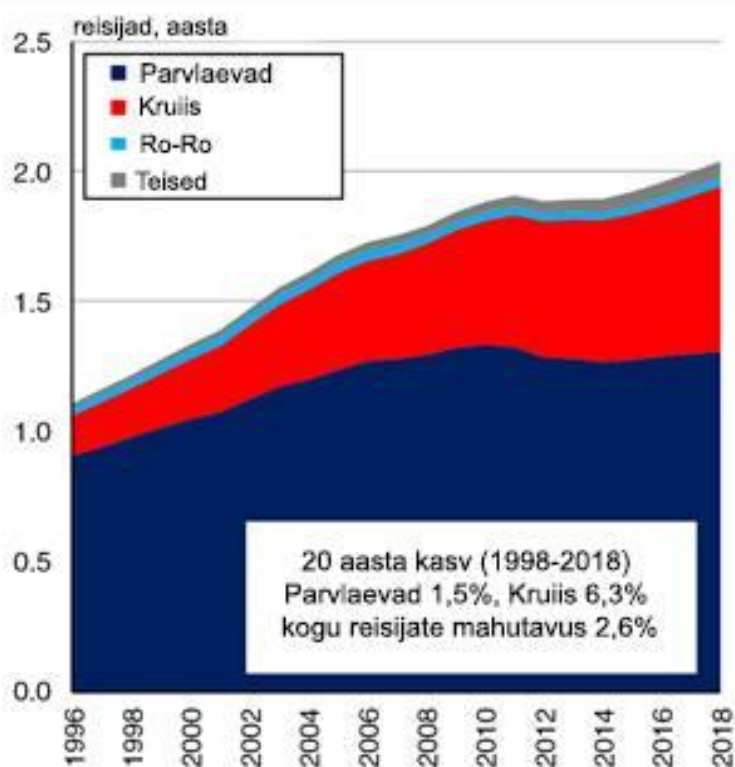 reisijad, aasta
2.5
Parvlaevad
Kruiis
Ro-Ro
Teised
2.0
1.5
1.0
0.5
0.0
20 aasta kasv (1998-2018)
Parvlaevad 1,5%, Kruiis 6,3%
kogu reisijate mahutavus 2,6%
1996
1998
2000
2002
2004
2006
2008
2010
2012
2014
2016
2018